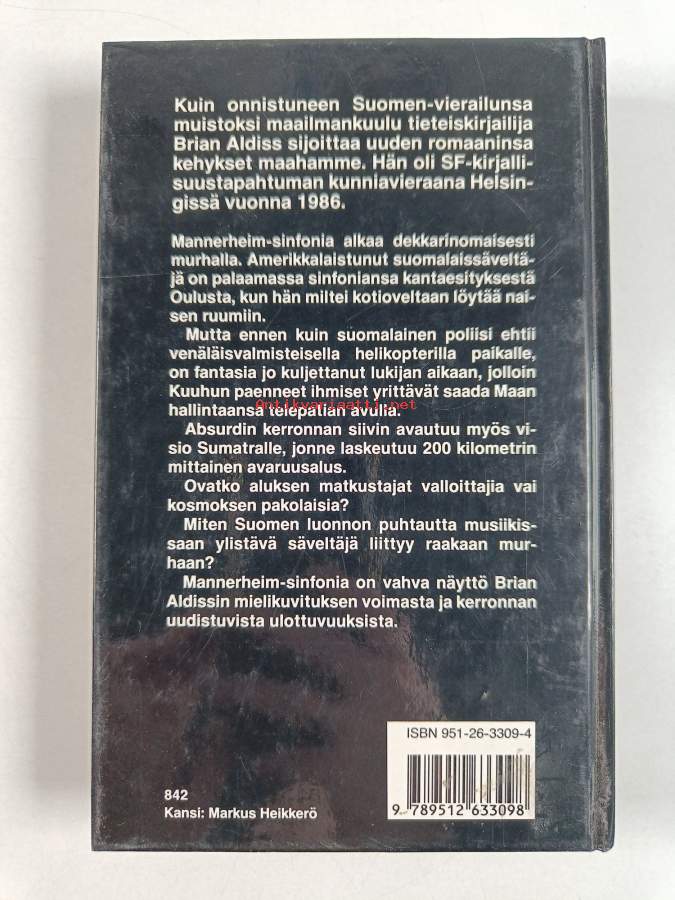 Kuin onnistuneen Suomen-vierailunsa
muistoksi maailmankuulu tieteiskirjailija
Brian Aldiss sijoittaa uuden romaaninsa
kehykset maahamme. Hän oli SF-kirjalli-
suustapahtuman kunniavieraana Helsin-
gissä vuonna 1986.
Mannerheim-sinfonia alkaa dekkarinomaisesti
murhalla. Amerikkalaistunut suomalaissäveltä-
jä on palaamassa sinfoniansa kantaesityksestä
Oulusta, kun hän miltei kotioveltaan löytää nai-
sen ruumiin.
Mutta ennen kuin suomalainen poliisi ehtii
venäläisvalmisteisella helikopterilla paikalle,
on fantasia jo kuljettanut lukijan aikaan, jolloin
Kuuhun paenneet ihmiset yrittävät saada Maan
hallintaansa telepatian avulla.
Antikvariaatti.net
Absurdin kerronnan siivin avautuu myös vi-
sio Sumatralle, jonne laskeutuu 200 kilometrin
mittainen avaruusalus.
Ovatko aluksen matkustajat valloittajia vai
kosmoksen pakolaisia?
Miten Suomen luonnon puhtautta musiikis-
saan ylistävä säveltäjä liittyy raakaan mur-
haan?
Mannerheim-sinfonia on vahva näyttö Brian
Aldissin mielikuvituksen voimasta ja kerronnan
uudistuvista ulottuvuuksista.
ISBN 951-26-3309-4
9 789512 633098
842
Kansi: Markus Heikkerö